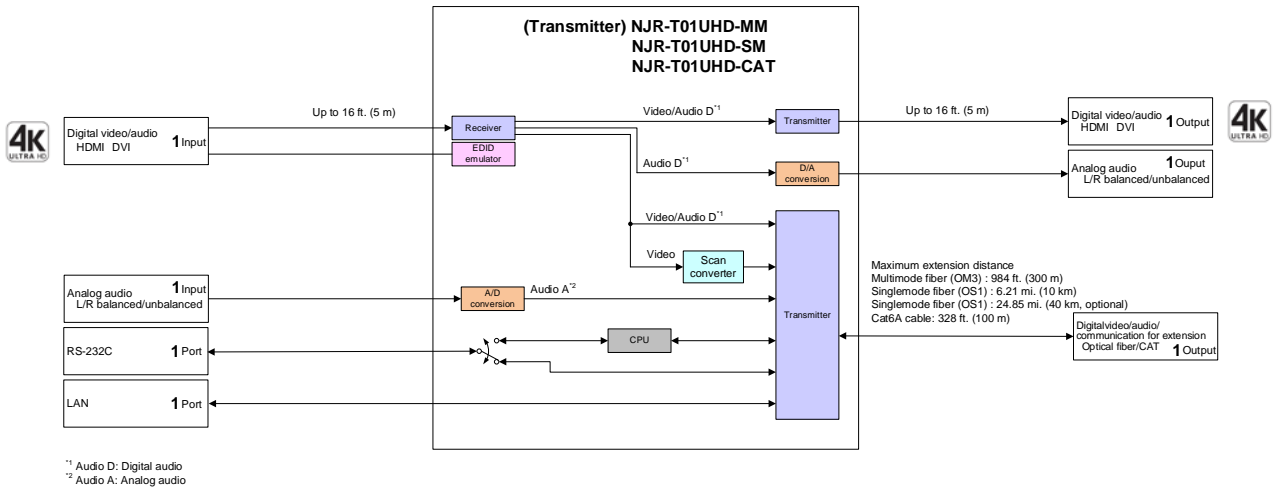 (Transmitter) NJR-T01UHD-MM
NJR-T01UHD-SM
NJR-T01UHD-CAT
4K
ULTRA HD
Digital video/audio
HDMI DVI
1 Input
Up to 16 ft. (5 m)
Receiver
EDID
emulator
Video/Audio D*1
Transmitter
Up to 16 ft. (5 m)
Digital video/audio
HDMI DVI
1 Output
4K
ULTRA HD
Audio D*1
D/A
conversion
1 Ouput
Analog audio
L/R balanced/unbalanced
Video/Audio D*1
Video
Scan
converter
Transmitter
Analog audio
1 Input
L/R balanced/unbalanced
A/D
conversion
Audio A*2
RS-232C
1 Port
CPU
LAN
1 Port
Maximum extension distance
Multimode fiber (OM3) : 984 ft. (300 m)
Singlemode fiber (OS1) : 6.21 mi. (10 km)
Singlemode fiber (OS1) : 24.85 mi. (40 km, optional)
Cat6A cable: 328 ft. (100 m)
Digitalvideo/audio/
communication for extension
Optical fiber/CAT
1 Output
*1 Audio D: Digital audio
*2 Audio A: Analog audio